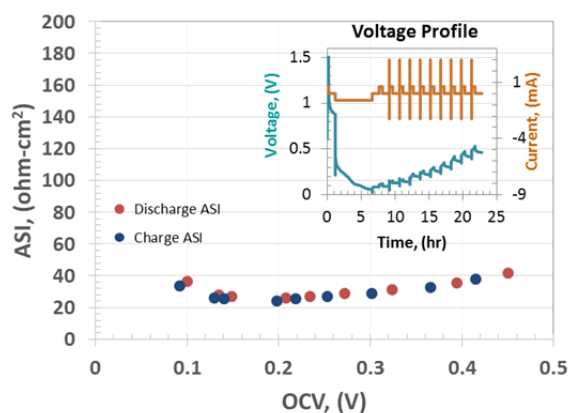 Voltage Profile
200
180
160
140
120
100
80
60
40
20
0
ASI, (ohm-cm²)
1.5
1
0.5
0
Voltage, (V)
1
-4
-9
Current, (mA)
0 5 10 15 20 25
Time, (hr)
Discharge ASI
Charge ASI
0 0.1 0.2 0.3 0.4 0.5
OCV, (V)